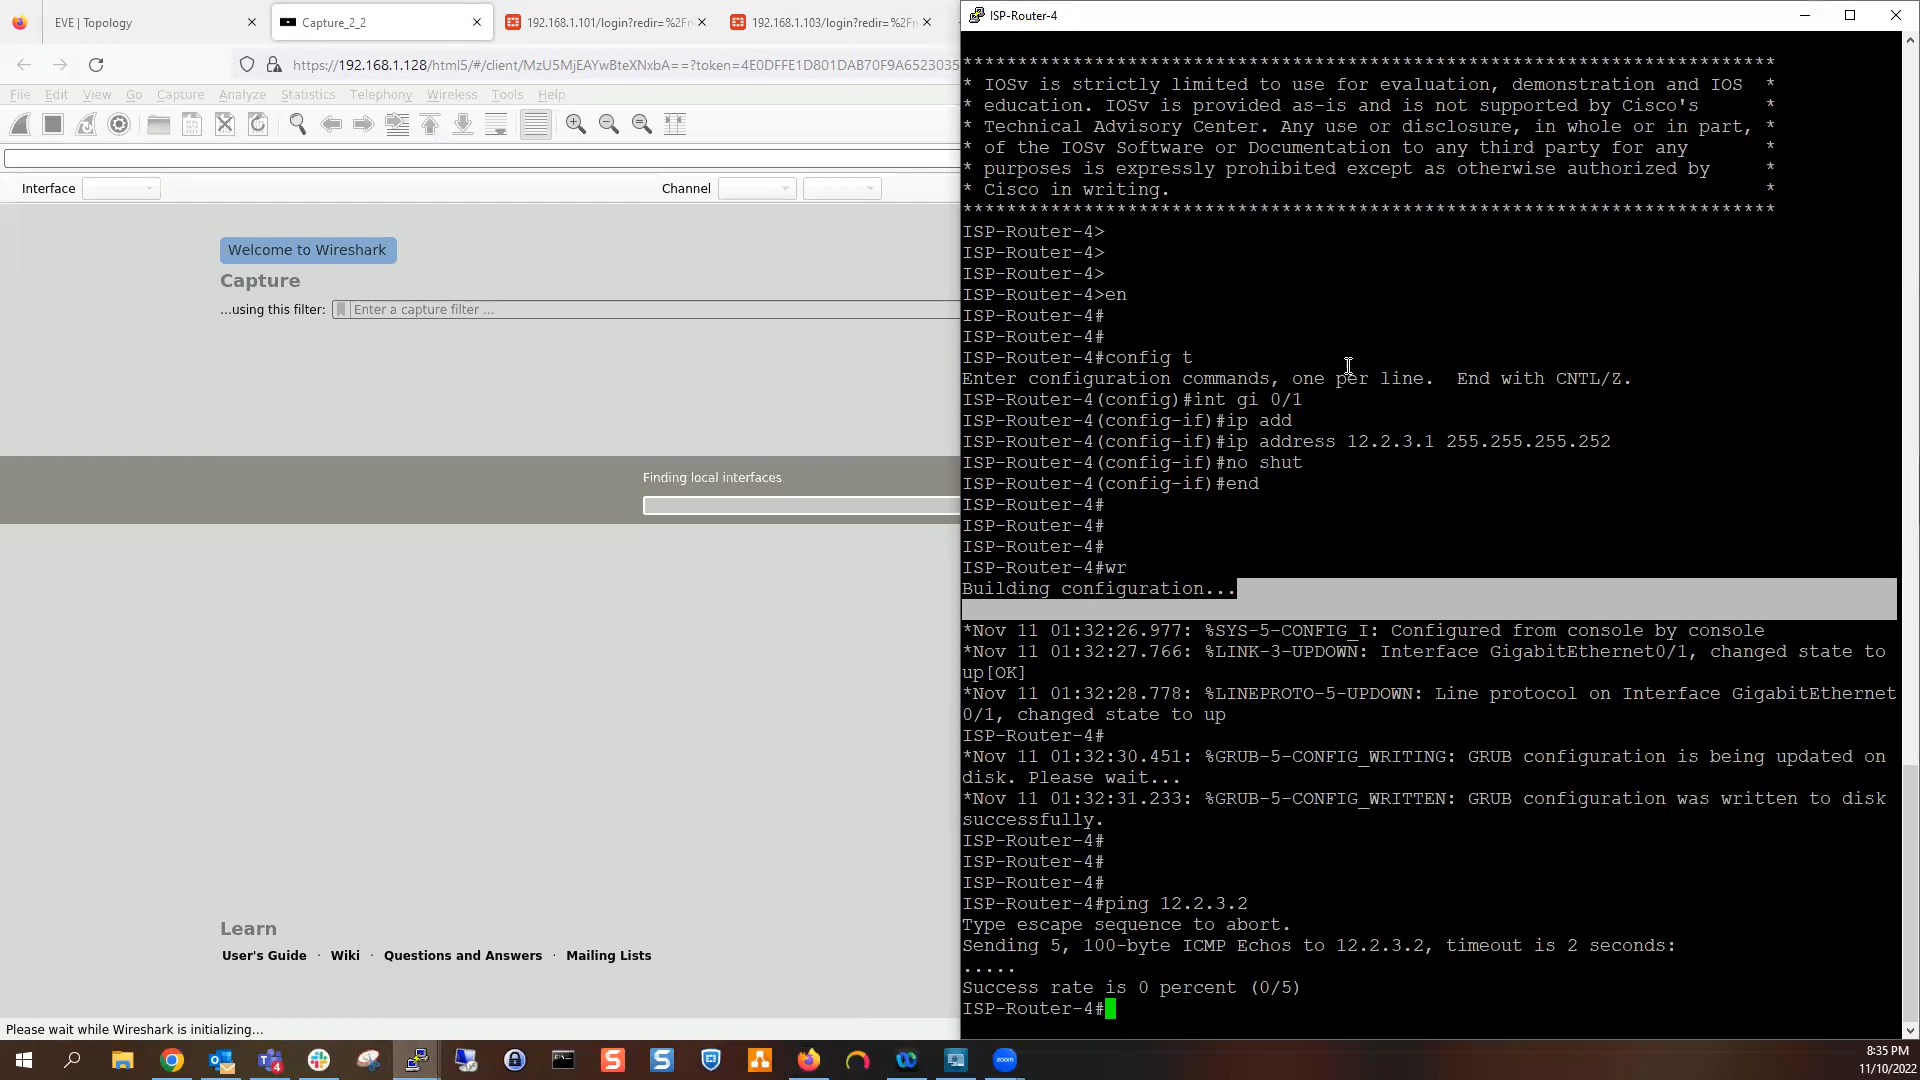 EVE | Topology
Capture_2_2
192.168.1.101/login?redir=%2Fn
192.168.1.103/login?redir=%2Fn
https://192.168.1.128/html5/#/client/MzU5MjEAYwBteXNxbA==?token=4E0DFFE1D801DAB70F9A6523035
File Edit View Go Capture Analyze Statistics Telephony Wireless Tools Help
Interface
Channel
Welcome to Wireshark
Capture
...using this filter:
Enter a capture filter ...
Finding local interfaces
Learn
User's Guide · Wiki · Questions and Answers · Mailing Lists
Please wait while Wireshark is initializing...
ISP-Router-4
**************************************************************************
* IOSv is strictly limited to use for evaluation, demonstration and IOS  *
* education. IOSv is provided as-is and is not supported by Cisco's      *
* Technical Advisory Center. Any use or disclosure, in whole or in part, *
* of the IOSv Software or Documentation to any third party for any       *
* purposes is expressly prohibited except as otherwise authorized by     *
* Cisco in writing.                                                      *
**************************************************************************
ISP-Router-4>
ISP-Router-4>
ISP-Router-4>
ISP-Router-4>en
ISP-Router-4#
ISP-Router-4#
ISP-Router-4#config t
Enter configuration commands, one per line.  End with CNTL/Z.
ISP-Router-4(config)#int gi 0/1
ISP-Router-4(config-if)#ip add
ISP-Router-4(config-if)#ip address 12.2.3.1 255.255.255.252
ISP-Router-4(config-if)#no shut
ISP-Router-4(config-if)#end
ISP-Router-4#
ISP-Router-4#
ISP-Router-4#
ISP-Router-4#wr
Building configuration...
*Nov 11 01:32:26.977: %SYS-5-CONFIG_I: Configured from console by console
*Nov 11 01:32:27.766: %LINK-3-UPDOWN: Interface GigabitEthernet0/1, changed state to
up[OK]
*Nov 11 01:32:28.778: %LINEPROTO-5-UPDOWN: Line protocol on Interface GigabitEthernet
0/1, changed state to up
ISP-Router-4#
*Nov 11 01:32:30.451: %GRUB-5-CONFIG_WRITING: GRUB configuration is being updated on
disk. Please wait...
*Nov 11 01:32:31.233: %GRUB-5-CONFIG_WRITTEN: GRUB configuration was written to disk
successfully.
ISP-Router-4#
ISP-Router-4#
ISP-Router-4#
ISP-Router-4#ping 12.2.3.2
Type escape sequence to abort.
Sending 5, 100-byte ICMP Echos to 12.2.3.2, timeout is 2 seconds:
.....
Success rate is 0 percent (0/5)
ISP-Router-4#
4
S
S
zoom
8:35 PM
11/10/2022